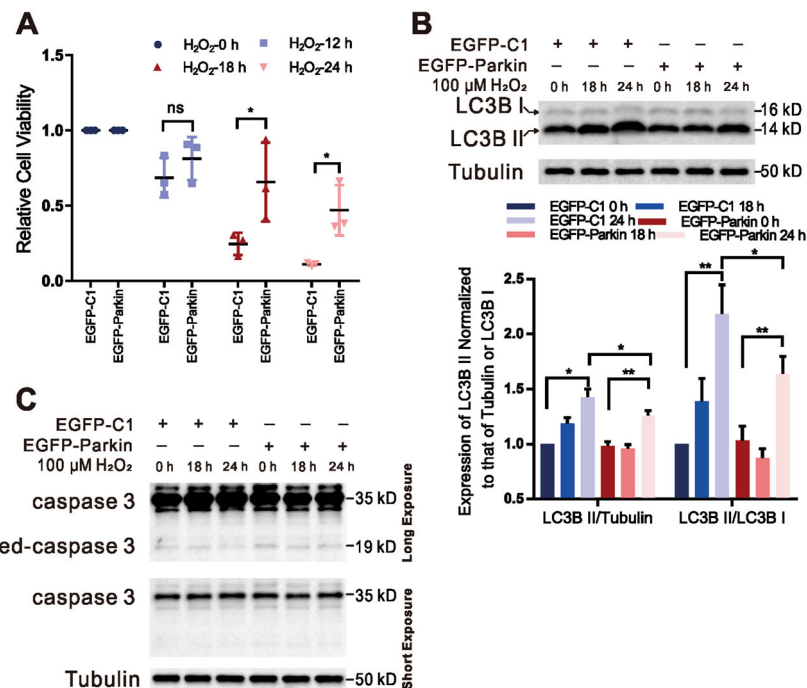 A
H₂O₂-0 h
H₂O₂-12 h
H₂O₂-18 h
H₂O₂-24 h
Relative Cell Viability
1.5
1.0
0.5
0.0
ns
*
*
EGFP-C1
EGFP-Parkin
EGFP-C1
EGFP-Parkin
EGFP-C1
EGFP-Parkin
EGFP-C1
EGFP-Parkin
B
EGFP-C1 + + + − − −
EGFP-Parkin − − − + + +
100 µM H₂O₂ 0 h 18 h 24 h 0 h 18 h 24 h
LC3B I -16 kD
LC3B II -14 kD
Tubulin -50 kD
EGFP-C1 0 h EGFP-C1 18 h
EGFP-C1 24 h EGFP-Parkin 0 h
EGFP-Parkin 18 h EGFP-Parkin 24 h
Expression of LC3B II Normalized
to that of Tubulin or LC3B I
2.5
2.0
1.5
1.0
0.5
*
*
**
**
*
**
LC3B II/Tubulin
LC3B II/LC3B I
C
EGFP-C1 + + + − − −
EGFP-Parkin − − − + + +
100 µM H₂O₂ 0 h 18 h 24 h 0 h 18 h 24 h
caspase 3 -35 kD
ed-caspase 3 -19 kD
Long Exposure
caspase 3 -35 kD
Short Exposure
Tubulin -50 kD